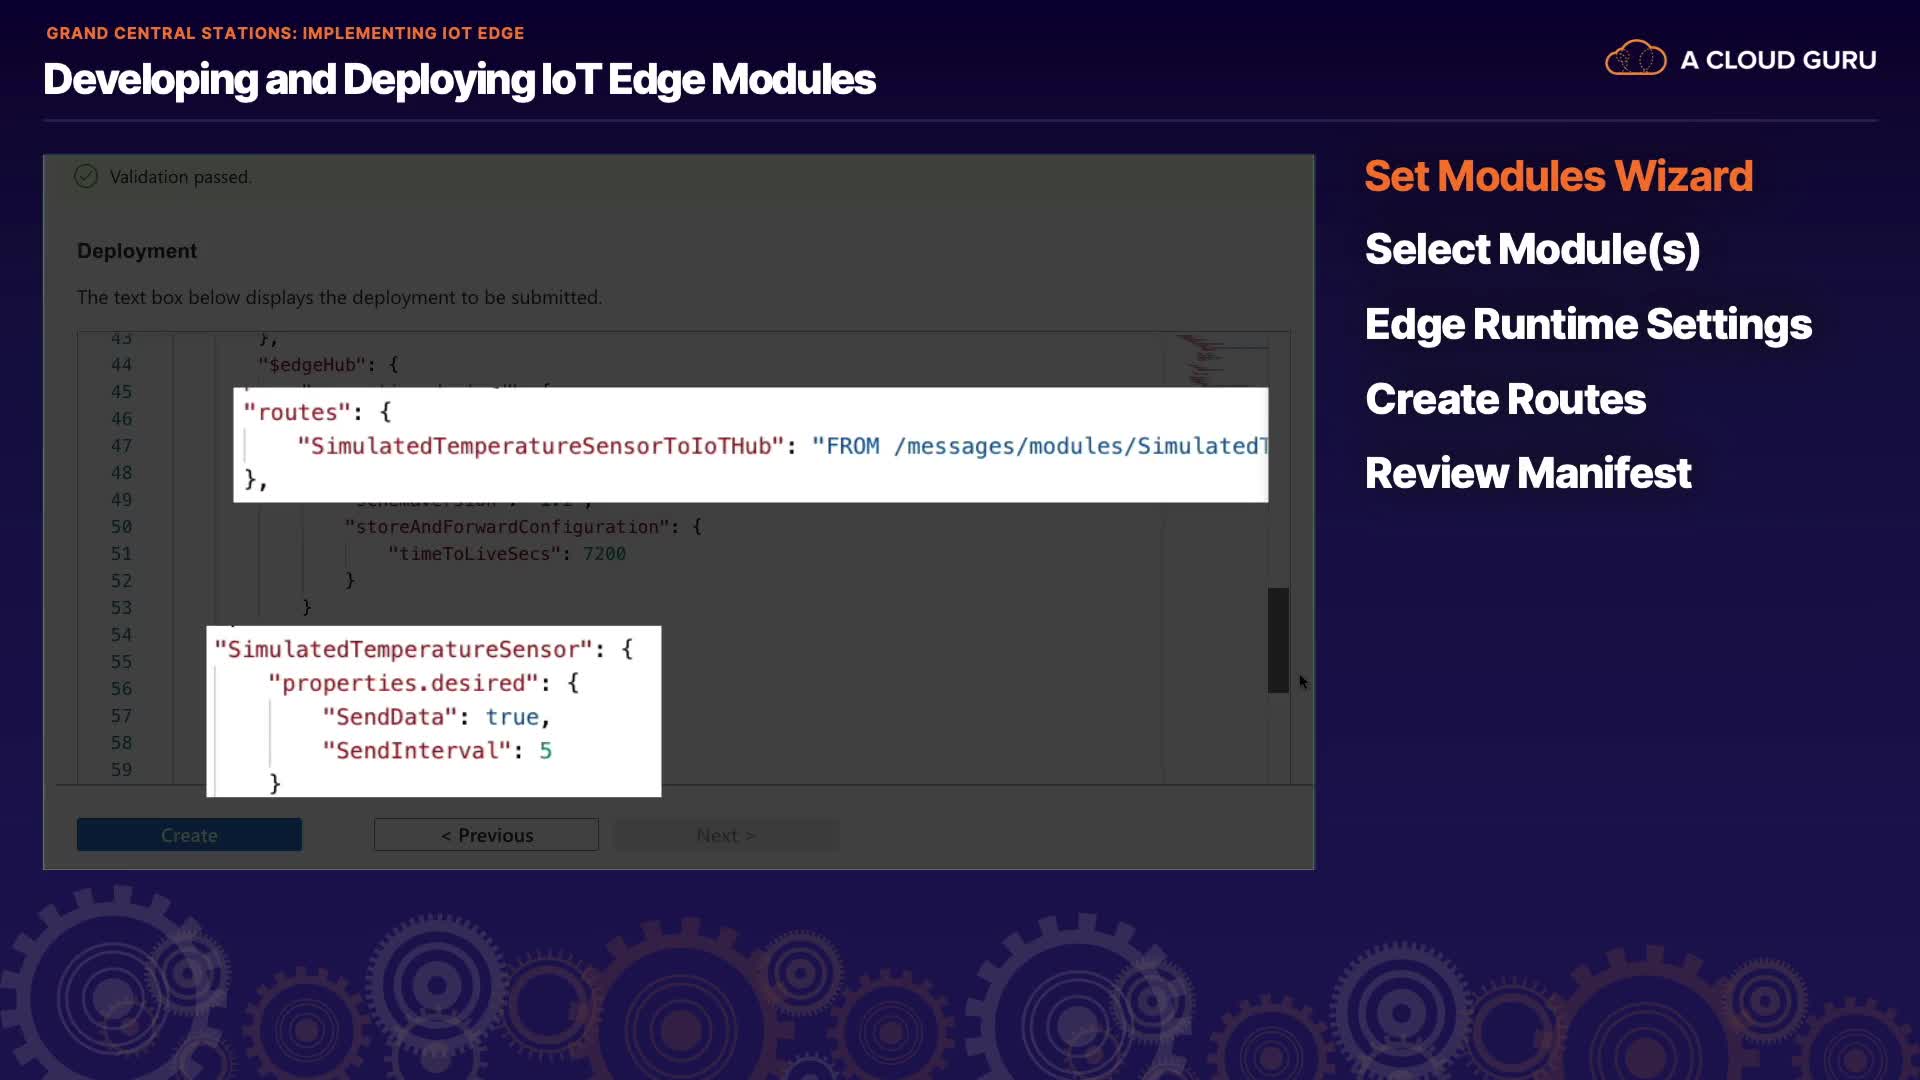 GRAND CENTRAL STATIONS: IMPLEMENTING IOT EDGE
Developing and Deploying IoT Edge Modules
A CLOUD GURU
Validation passed.
Deployment
The text box below displays the deployment to be submitted.
43 },
44 "$edgeHub": {
45
46 "routes": {
47 "SimulatedTemperatureSensorToIoTHub": "FROM /messages/modules/SimulatedT
48 },
49
50 "storeAndForwardConfiguration": {
51 "timeToLiveSecs": 7200
52 }
53 }
54
55 "SimulatedTemperatureSensor": {
56 "properties.desired": {
57 "SendData": true,
58 "SendInterval": 5
59 }
Create
< Previous
Next >
Set Modules Wizard
Select Module(s)
Edge Runtime Settings
Create Routes
Review Manifest